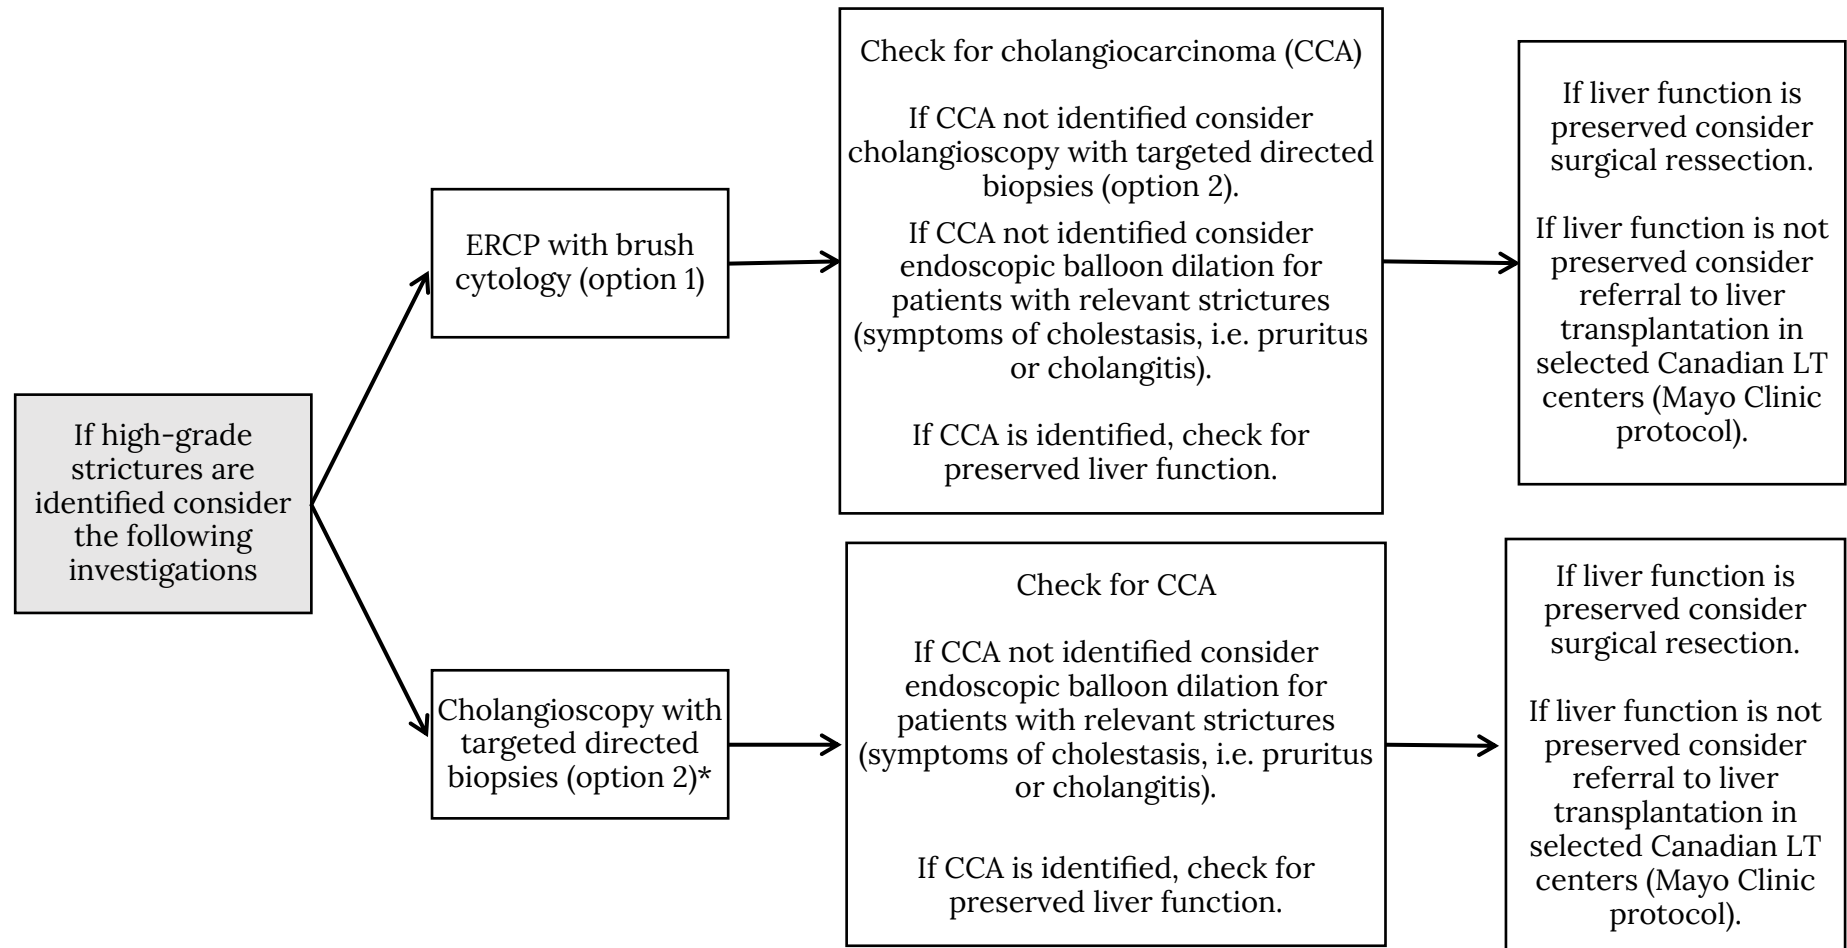 If high-grade
strictures are
identified consider
the following
investigations
ERCP with brush
cytology (option 1)
Check for cholangiocarcinoma (CCA)
If CCA not identified consider
cholangioscopy with targeted directed
biopsies (option 2).
If CCA not identified consider
endoscopic balloon dilation for
patients with relevant strictures
(symptoms of cholestasis, i.e. pruritus
or cholangitis).
If CCA is identified, check for
preserved liver function.
If liver function is
preserved consider
surgical ressection.
If liver function is not
preserved consider
referral to liver
transplantation in
selected Canadian LT
centers (Mayo Clinic
protocol).
Cholangioscopy with
targeted directed
biopsies (option 2)*
Check for CCA
If CCA not identified consider
endoscopic balloon dilation for
patients with relevant strictures
(symptoms of cholestasis, i.e. pruritus
or cholangitis).
If CCA is identified, check for
preserved liver function.
If liver function is
preserved consider
surgical resection.
If liver function is not
preserved consider
referral to liver
transplantation in
selected Canadian LT
centers (Mayo Clinic
protocol).